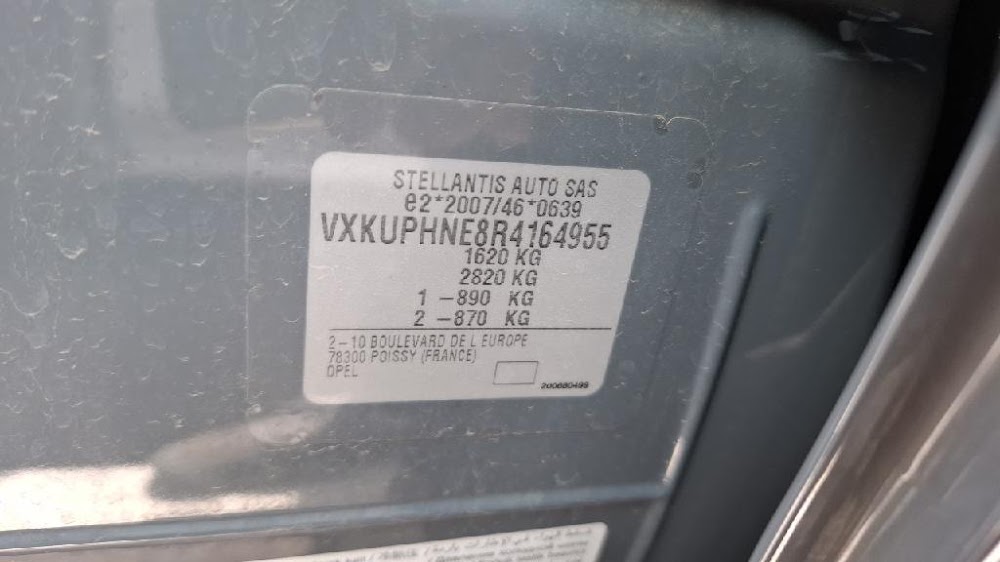 STELLANTIS AUTO SAS
e2*2007/46*0639
VXKUPHNE8R4164955
1620 KG
2820 KG
1 -890 KG
2 -870 KG
2-10 BOULEVARD DE L EUROPE
78300 POISSY (FRANCE)
OPEL
200680499